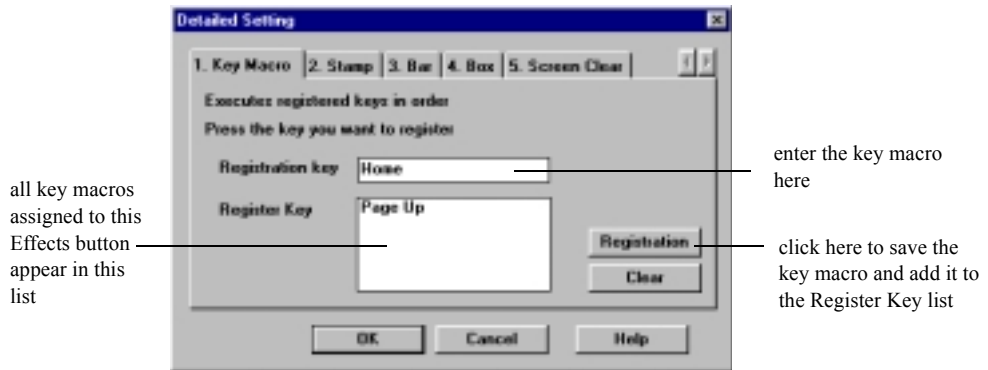 Detailed Setting
1. Key Macro 2. Stamp 3. Bar 4. Box 5. Screen Clear
Executes registered keys in order
Press the key you want to register
Registration key Home
Register Key Page Up
Registration
Clear
OK Cancel Help
all key macros
assigned to this
Effects button
appear in this
list
enter the key macro
here
click here to save the
key macro and add it to
the Register Key list